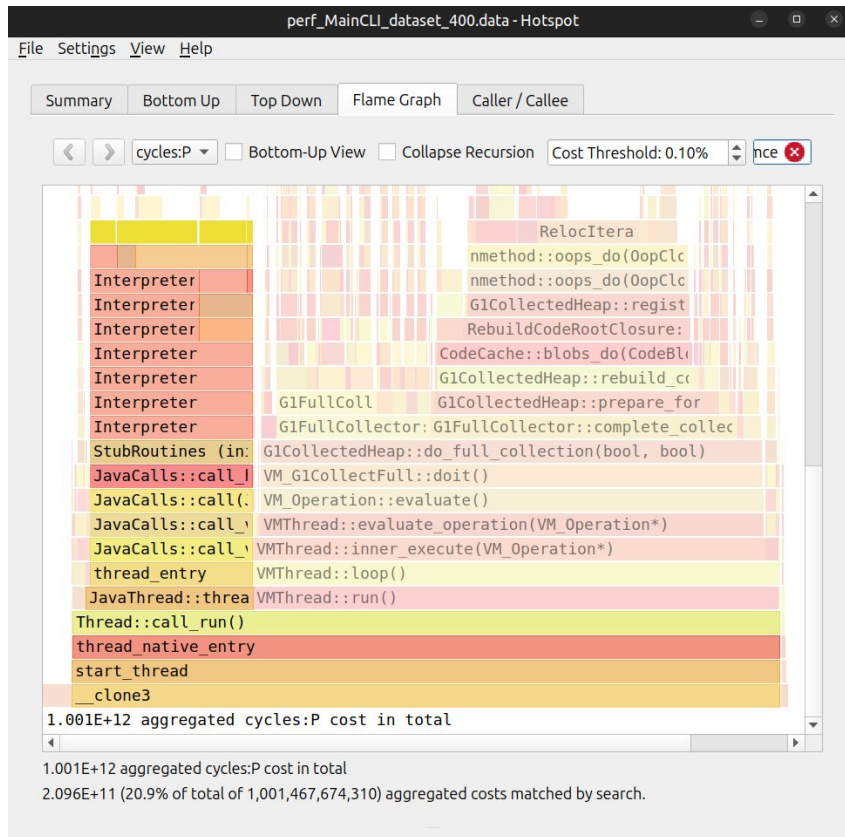 perf_MainCLI_dataset_400.data - Hotspot
File Settings View Help
Summary Bottom Up Top Down Flame Graph Caller / Callee
cycles:P Bottom-Up View Collapse Recursion Cost Threshold: 0.10% nce
RelocItera
nmethod::oops_do(OopClo
Interpreter nmethod::oops_do(OopClo
Interpreter G1CollectedHeap::regist
Interpreter RebuildCodeRootClosure:
Interpreter CodeCache::blobs_do(CodeBlo
Interpreter G1CollectedHeap::rebuild_co
Interpreter G1FullColl G1CollectedHeap::prepare_for
Interpreter G1FullCollector: G1FullCollector::complete_collec
StubRoutines (in: G1CollectedHeap::do_full_collection(bool, bool)
JavaCalls::call_h VM_G1CollectFull::doit()
JavaCalls::call(J VM_Operation::evaluate()
JavaCalls::call_v VMThread::evaluate_operation(VM_Operation*)
JavaCalls::call_v VMThread::inner_execute(VM_Operation*)
thread_entry VMThread::loop()
JavaThread::threa VMThread::run()
Thread::call_run()
thread_native_entry
start_thread
__clone3
1.001E+12 aggregated cycles:P cost in total
1.001E+12 aggregated cycles:P cost in total
2.096E+11 (20.9% of total of 1,001,467,674,310) aggregated costs matched by search.